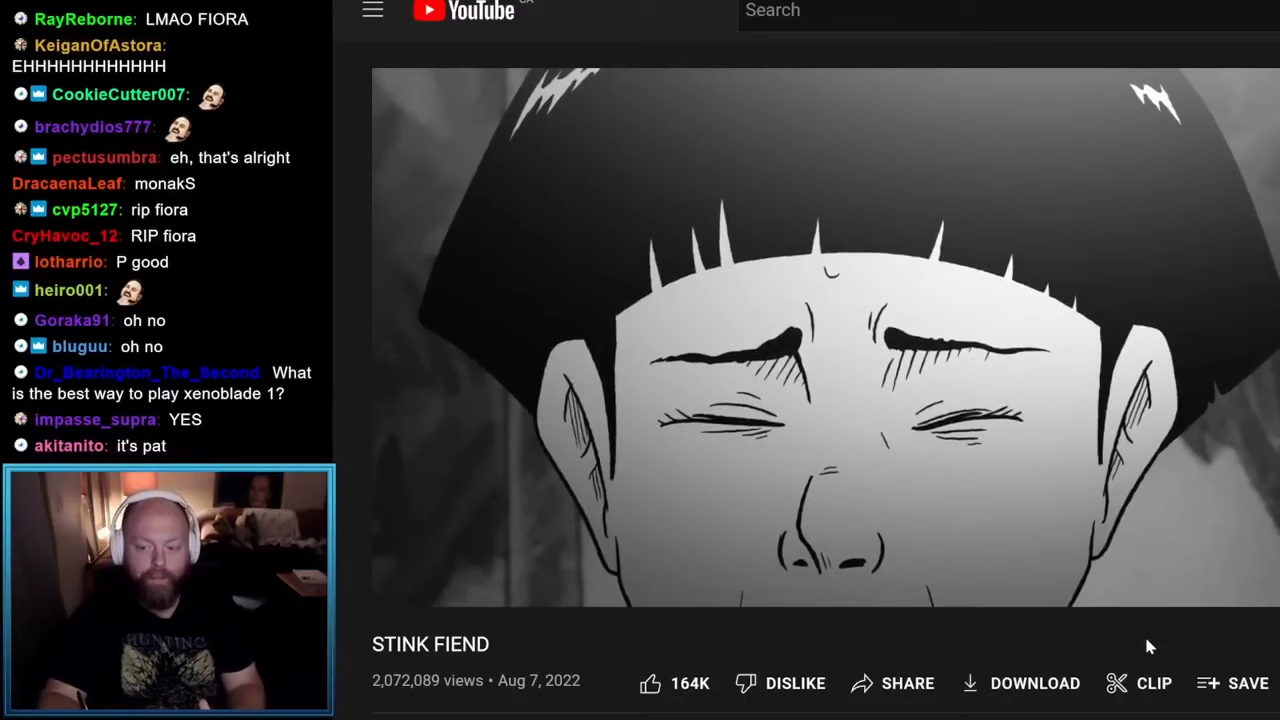 RayReborne: LMAO FIORA
KeiganOfAstora:
EHHHHHHHHHHHH
CookieCutter007:
brachydios777:
pectusumbra: eh, that's alright
DracaenaLeaf: monakS
cvp5127: rip fiora
CryHavoc_12: RIP fiora
lotharrio: P good
heiro001:
Goraka91: oh no
bluguu: oh no
Dr_Bearington_The_Second What
is the best way to play xenoblade 1?
impasse_supra: YES
akitanito: it's pat
HUNTING
YouTube
Search
STINK FIEND
2,072,089 views • Aug 7, 2022
164K
DISLIKE
SHARE
DOWNLOAD
CLIP
SAVE